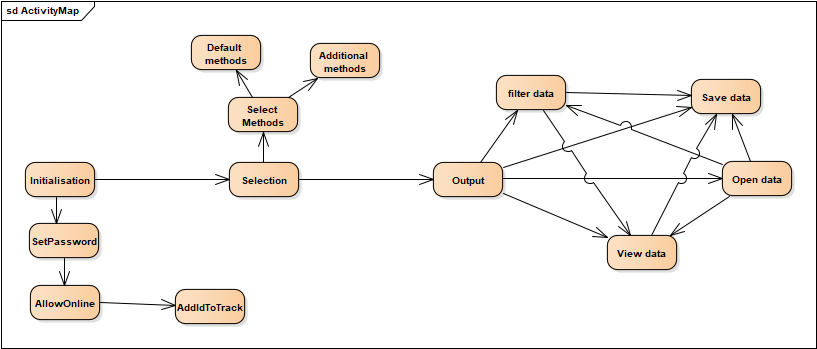 sd ActivityMap
Default
methods
Additional
methods
Select
Methods
filter data
Save data
Initialisation
Selection
Output
Open data
SetPassword
View data
AllowOnline
AddIdToTrack